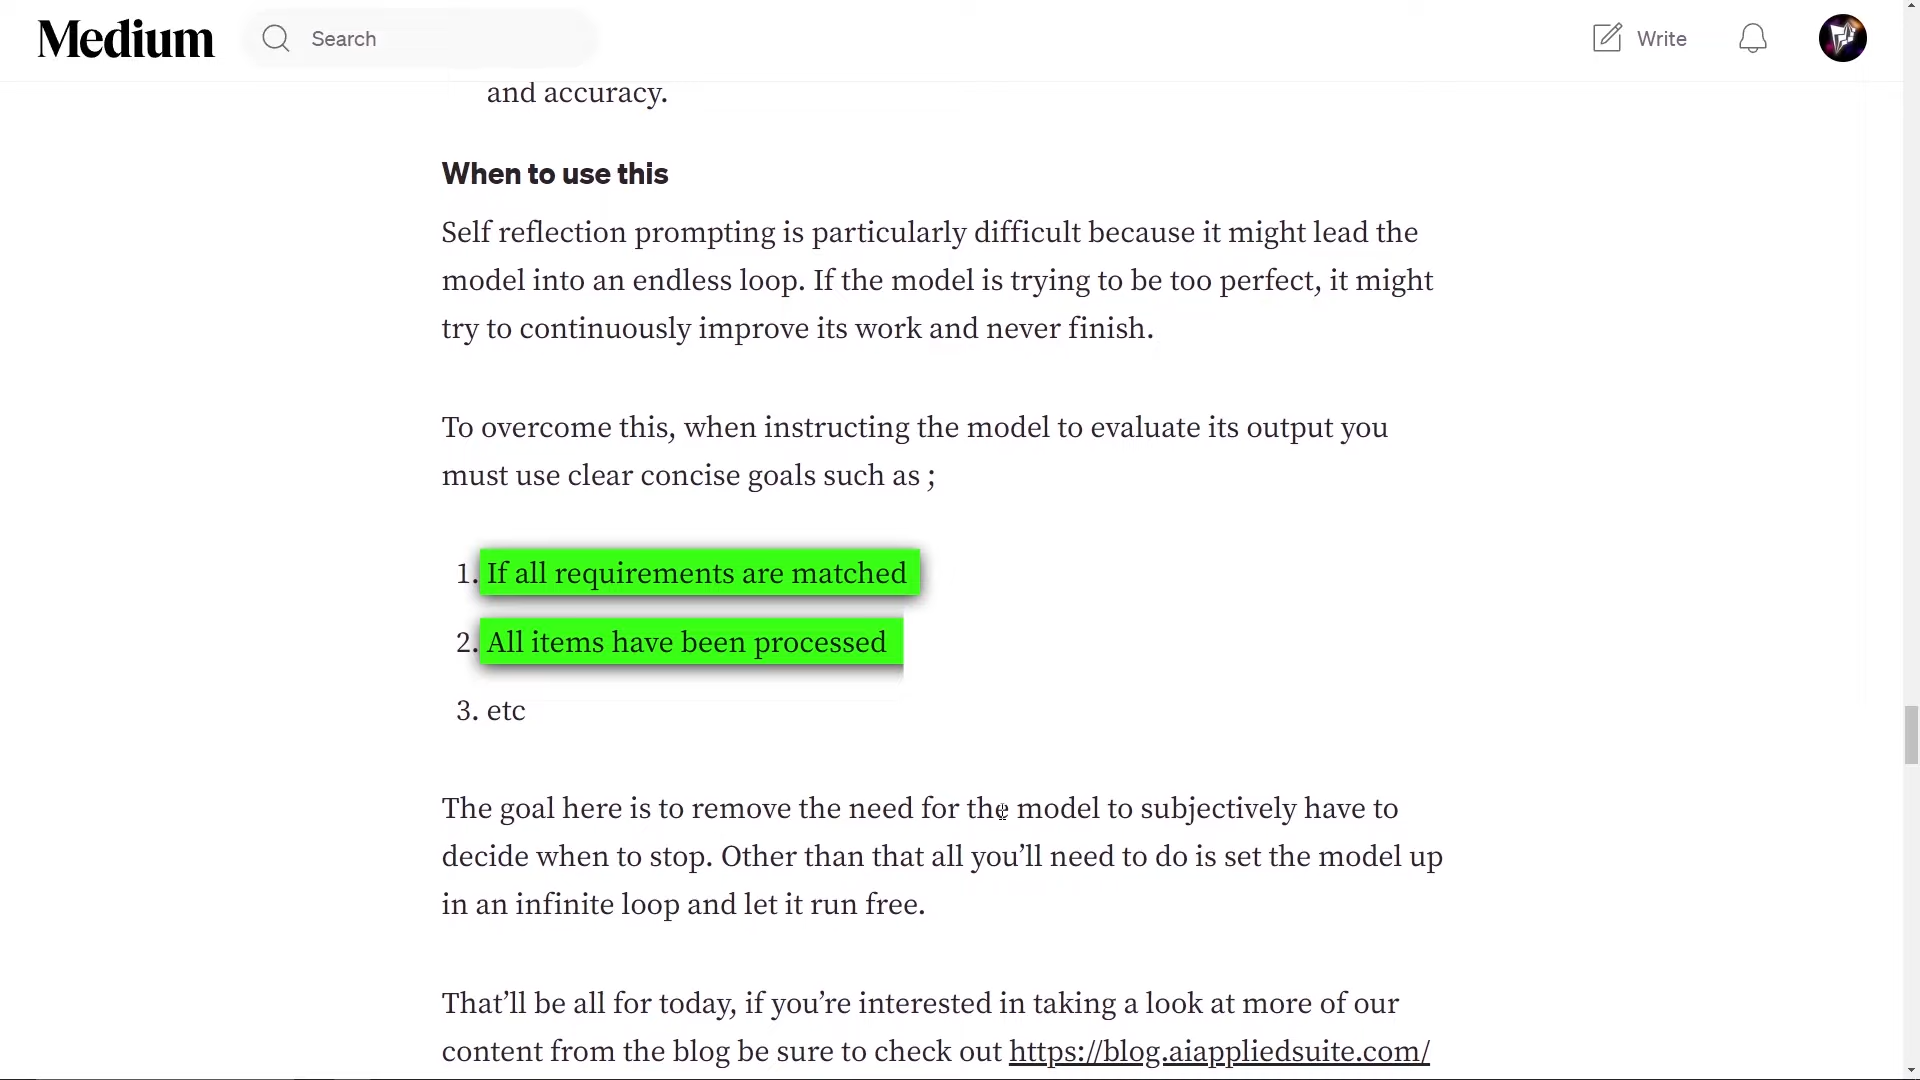 Medium
Search
Write
and accuracy.
When to use this
Self reflection prompting is particularly difficult because it might lead the
model into an endless loop. If the model is trying to be too perfect, it might
try to continuously improve its work and never finish.
To overcome this, when instructing the model to evaluate its output you
must use clear concise goals such as ;
1. If all requirements are matched
2. All items have been processed
3. etc
The goal here is to remove the need for the model to subjectively have to
decide when to stop. Other than that all you’ll need to do is set the model up
in an infinite loop and let it run free.
That’ll be all for today, if you’re interested in taking a look at more of our
content from the blog be sure to check out https://blog.aiappliedsuite.com/